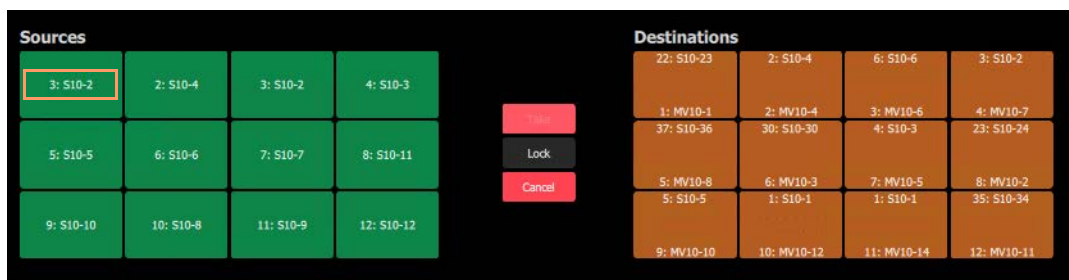 Sources
3: S10-2
2: S10-4
3: S10-2
4: S10-3
5: S10-5
6: S10-6
7: S10-7
8: S10-11
9: S10-10
10: S10-8
11: S10-9
12: S10-12
Take
Lock
Cancel
Destinations
22: S10-23
1: MV10-1
2: S10-4
2: MV10-4
6: S10-6
3: MV10-6
3: S10-2
4: MV10-7
37: S10-36
5: MV10-8
30: S10-30
6: MV10-3
4: S10-3
7: MV10-5
23: S10-24
8: MV10-2
5: S10-5
9: MV10-10
1: S10-1
10: MV10-12
1: S10-1
11: MV10-14
35: S10-34
12: MV10-11